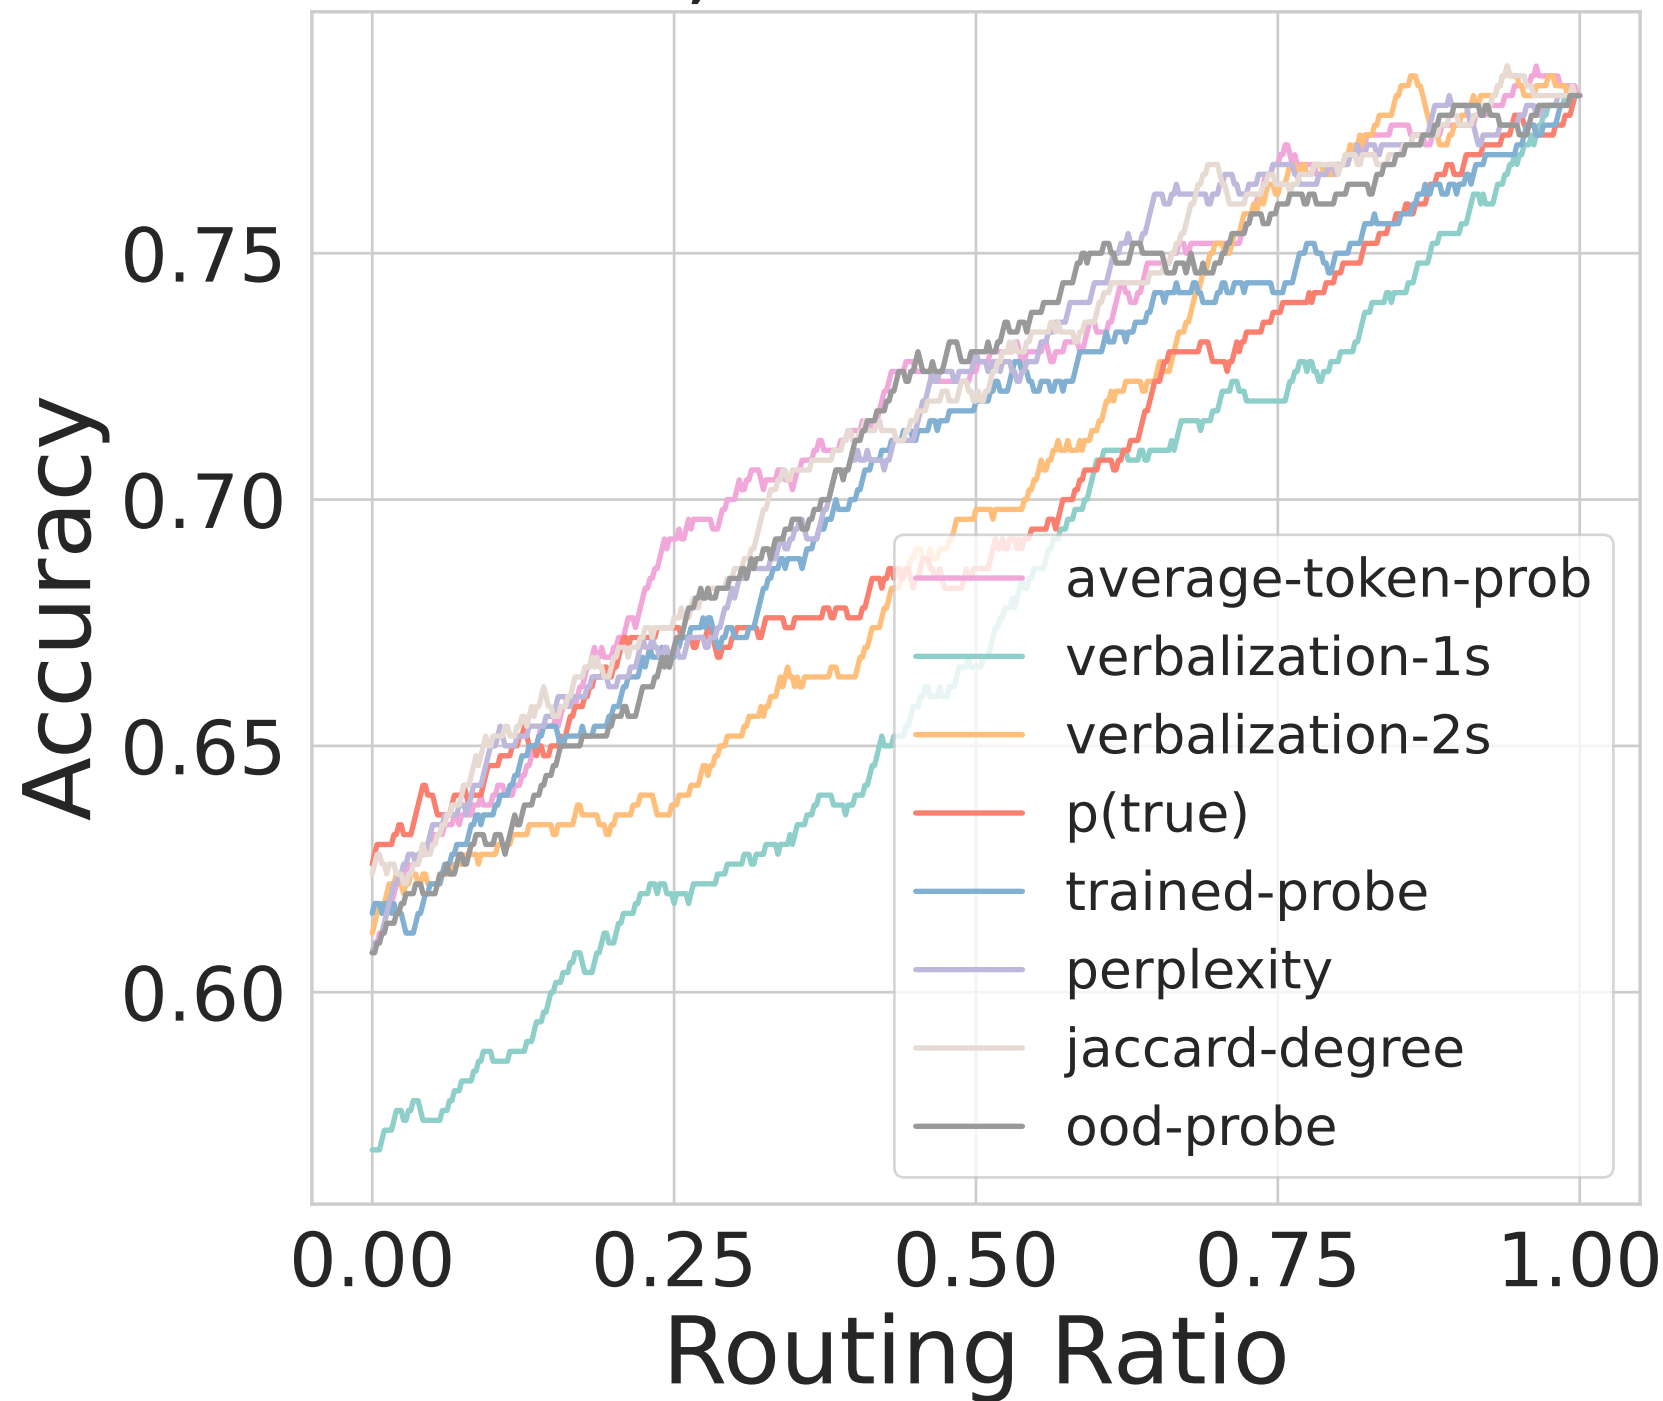 Accuracy
0.75
0.70
0.65
0.60
average-token-prob
verbalization-1s
verbalization-2s
p(true)
trained-probe
perplexity
jaccard-degree
ood-probe
0.00 0.25 0.50 0.75 1.00
Routing Ratio